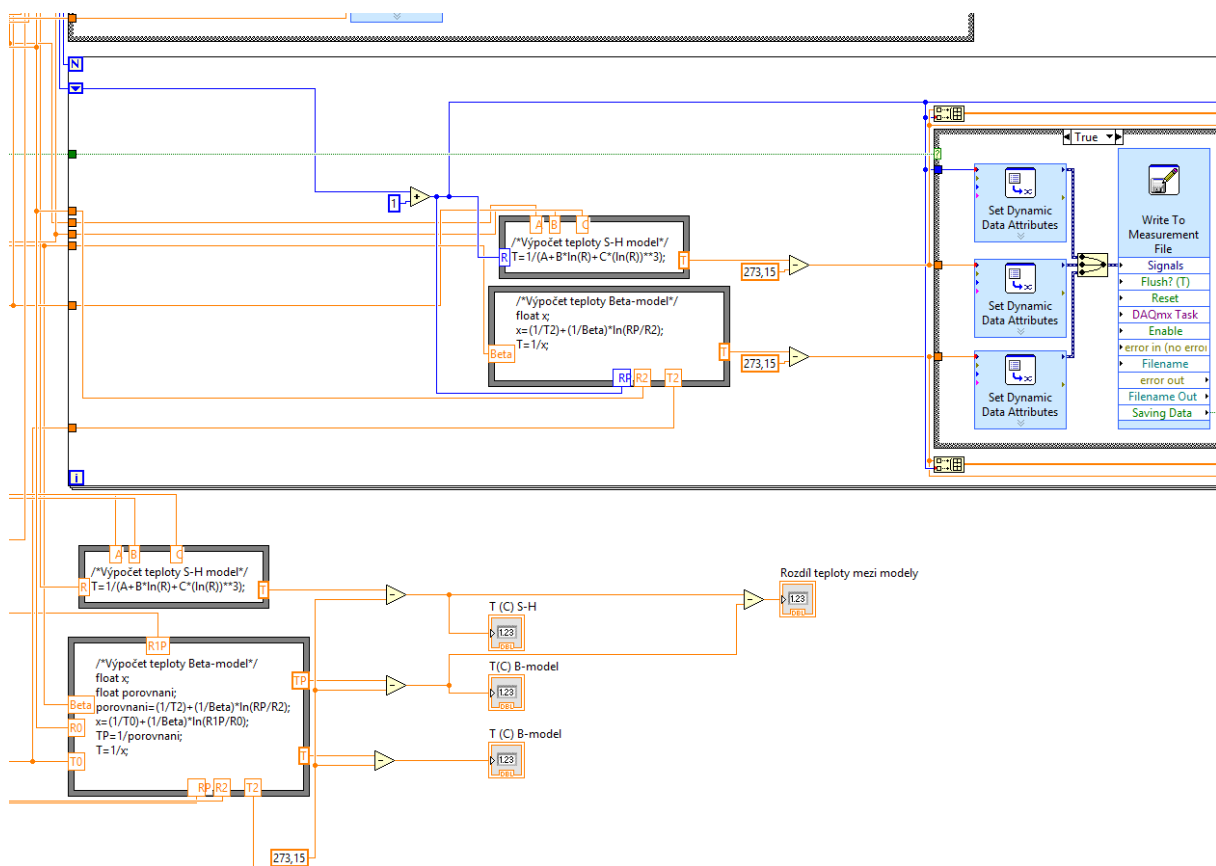 N
True
1
Set Dynamic
Data Attributes
Write To
Measurement
File
A B C
/*Výpočet teploty S-H model*/
T=1/(A+B*ln(R)+C*(ln(R))**3);
R
T
273,15
Signals
Flush? (T)
Reset
Set Dynamic
Data Attributes
DAQmx Task
Enable
error in (no erro
Filename
error out
Filename Out
Saving Data
/*Výpočet teploty Beta-model*/
float x;
x=(1/T2)+(1/Beta)*ln(RP/R2);
T=1/x;
Beta
T
273,15
RP R2 T2
Set Dynamic
Data Attributes
i
A B C
/*Výpočet teploty S-H model*/
T=1/(A+B*ln(R)+C*(ln(R))**3);
R
T
Rozdíl teploty mezi modely
1.23
DBL
T (C) S-H
1.23
DBL
R1P
/*Výpočet teploty Beta-model*/
float x;
float porovnani;
porovnani=(1/T2)+(1/Beta)*ln(RP/R2);
x=(1/T0)+(1/Beta)*ln(R1P/R0);
TP=1/porovnani;
T=1/x;
Beta
R0
T0
TP
T
RP R2 T2
T(C) B-model
1.23
DBL
T (C) B-model
1.23
DBL
273,15